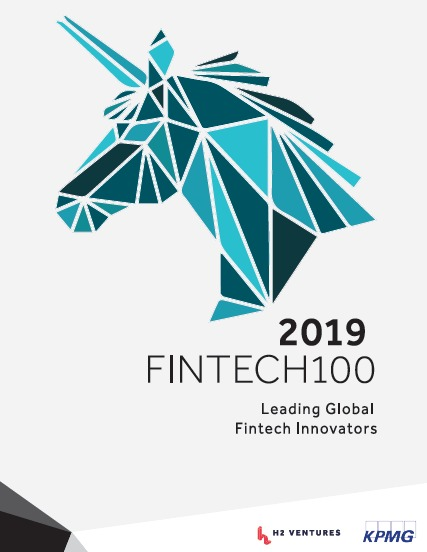 2019
FINTECH100
Leading Global
Fintech Innovators
H2 VENTURES
KPMG